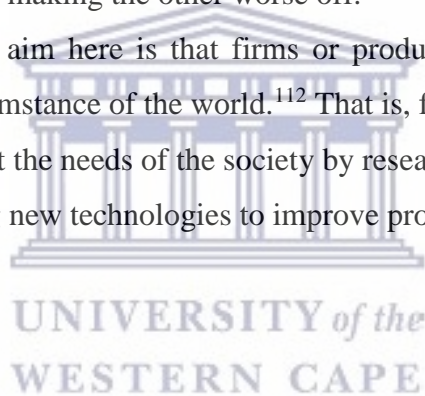 making the other worse off.
aim here is that firms or produ
mstance of the world.¹¹² That is, f
t the needs of the society by resea
new technologies to improve pro
UNIVERSITY of the
WESTERN CAPE